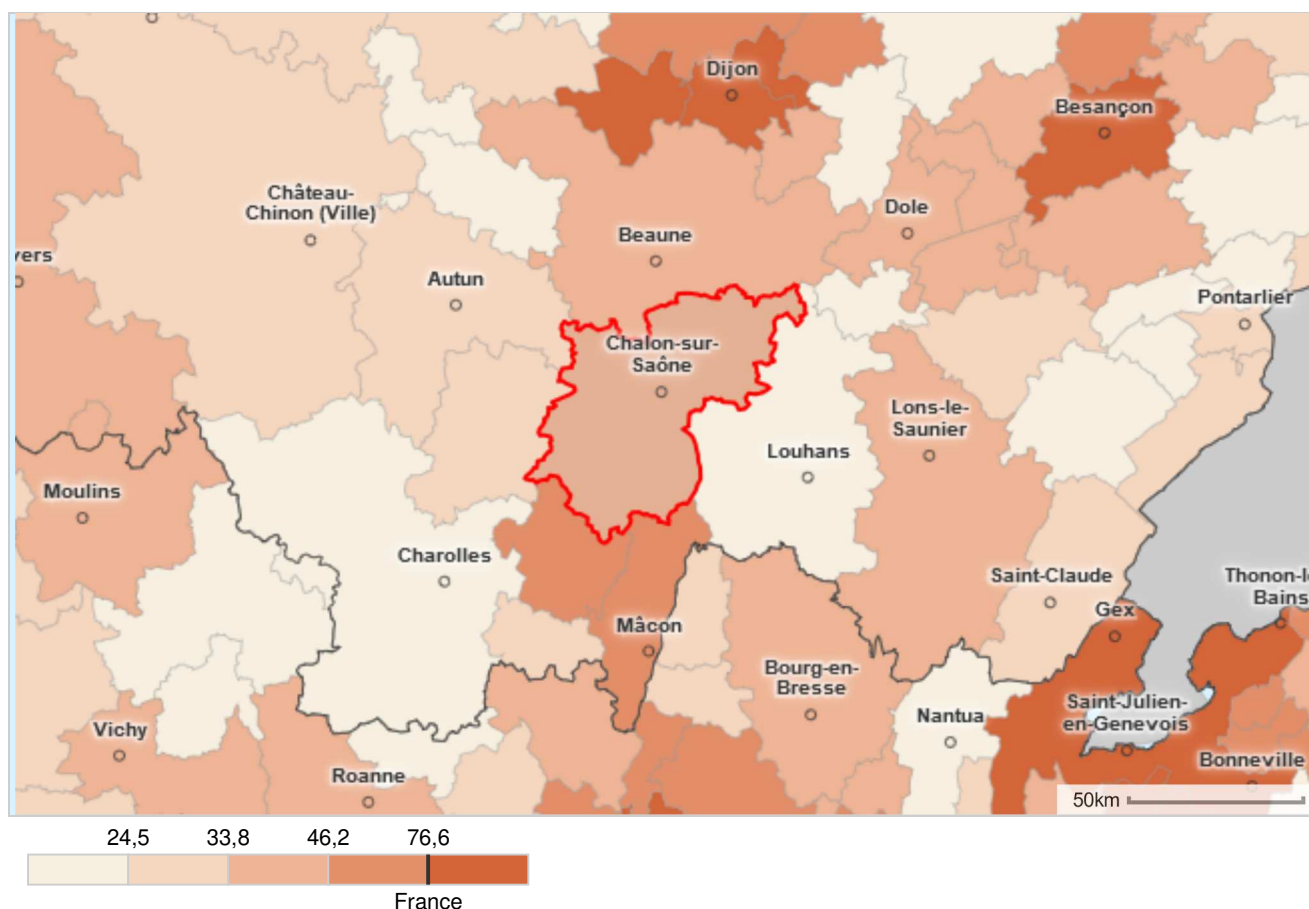 Dijon
Besançon
Château-
Chinon (Ville)
Dole
vers
Beaune
Autun
Pontarlier
Chalon-sur-
Saône
Lons-le-
Saunier
Louhans
Moulins
Charolles
Saint-Claude
Thonon-l
Bains
Gex
Mâcon
Bourg-en-
Bresse
Saint-Julien-
en-Genevois
Nantua
Vichy
Bonneville
Roanne
50km
24,5 33,8 46,2 76,6
France